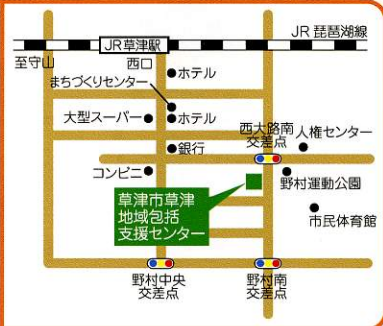 JR 琵琶湖線
JR草津駅
至守山
西口
ホテル
まちづくりセンター
大型スーパー
ホテル
西大路南
交差点
人権センター
銀行
コンビニ
野村運動公園
草津市草津
地域包括
支援センター
市民体育館
野村中央
交差点
野村南
交差点